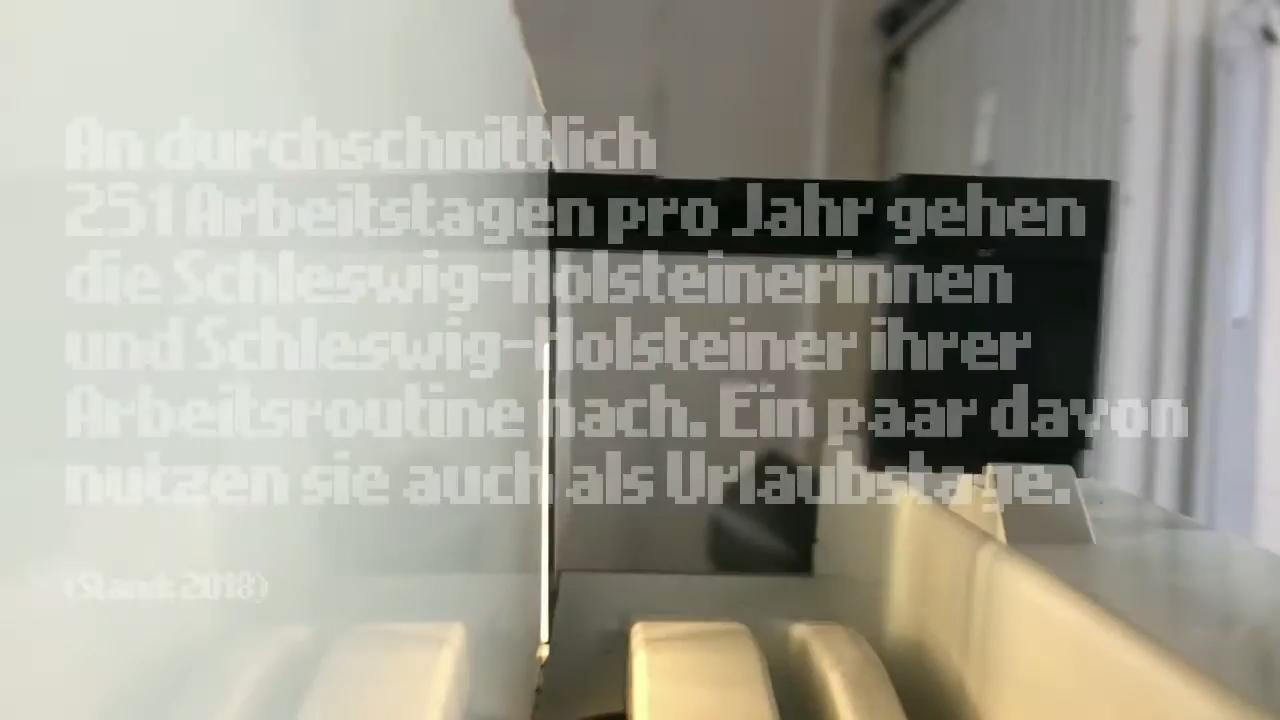 An durchschnittlich
251 Arbeitstagen pro Jahr gehen
die Schleswig-Holsteinerinnen
und Schleswig-Holsteiner ihrer
Arbeitsroutine nach. Ein paar davon
nutzen sie auch als Urlaubstage.
(Stand: 2018)